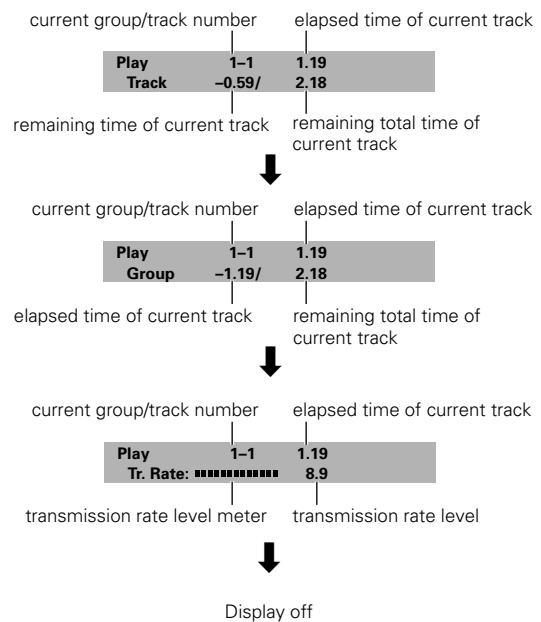 current group/track number elapsed time of current track
Play 1–1 1.19
Track –0.59/ 2.18
remaining time of current track remaining total time of
current track
current group/track number elapsed time of current track
Play 1–1 1.19
Group –1.19/ 2.18
elapsed time of current track remaining total time of
current track
current group/track number elapsed time of current track
Play 1–1 1.19
Tr. Rate: 8.9
transmission rate level meter transmission rate level
Display off